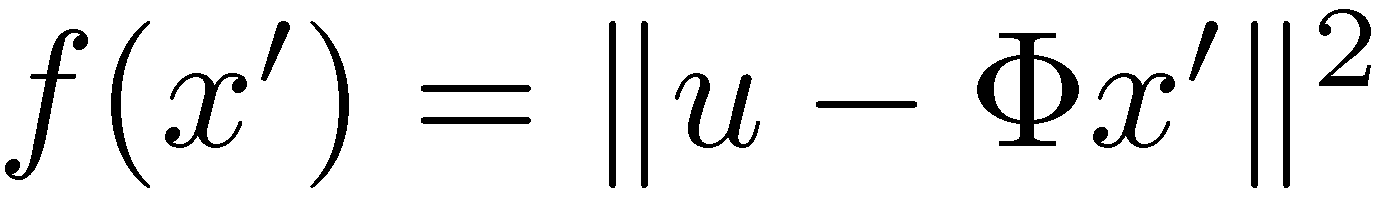 f(x′) = ‖u − Φx′‖²